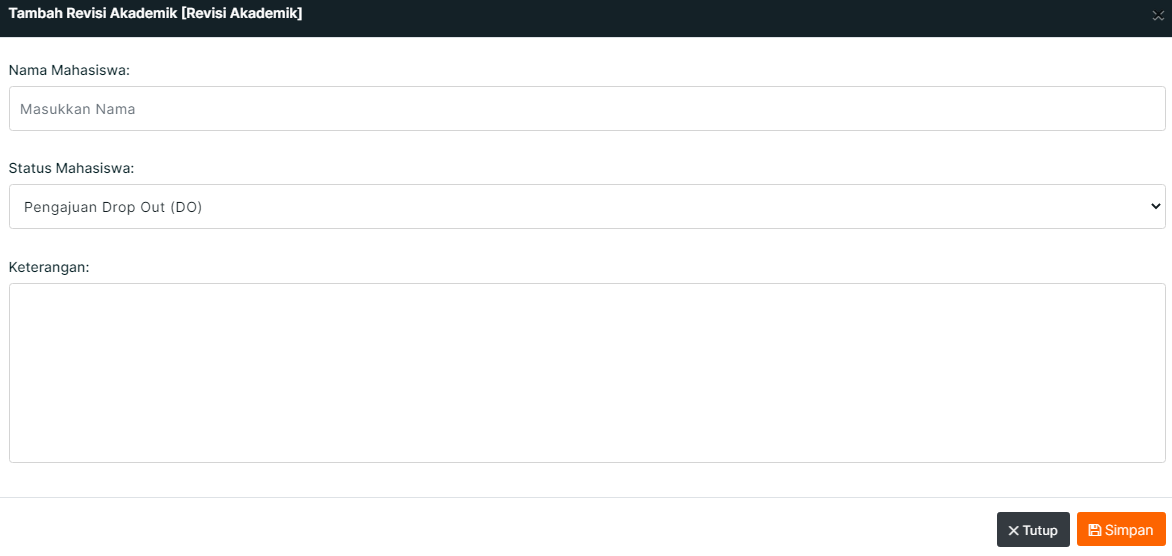 Tambah Revisi Akademik [Revisi Akademik]
Nama Mahasiswa:
Masukkan Nama
Status Mahasiswa:
Pengajuan Drop Out (DO)
Keterangan:
Tutup
Simpan